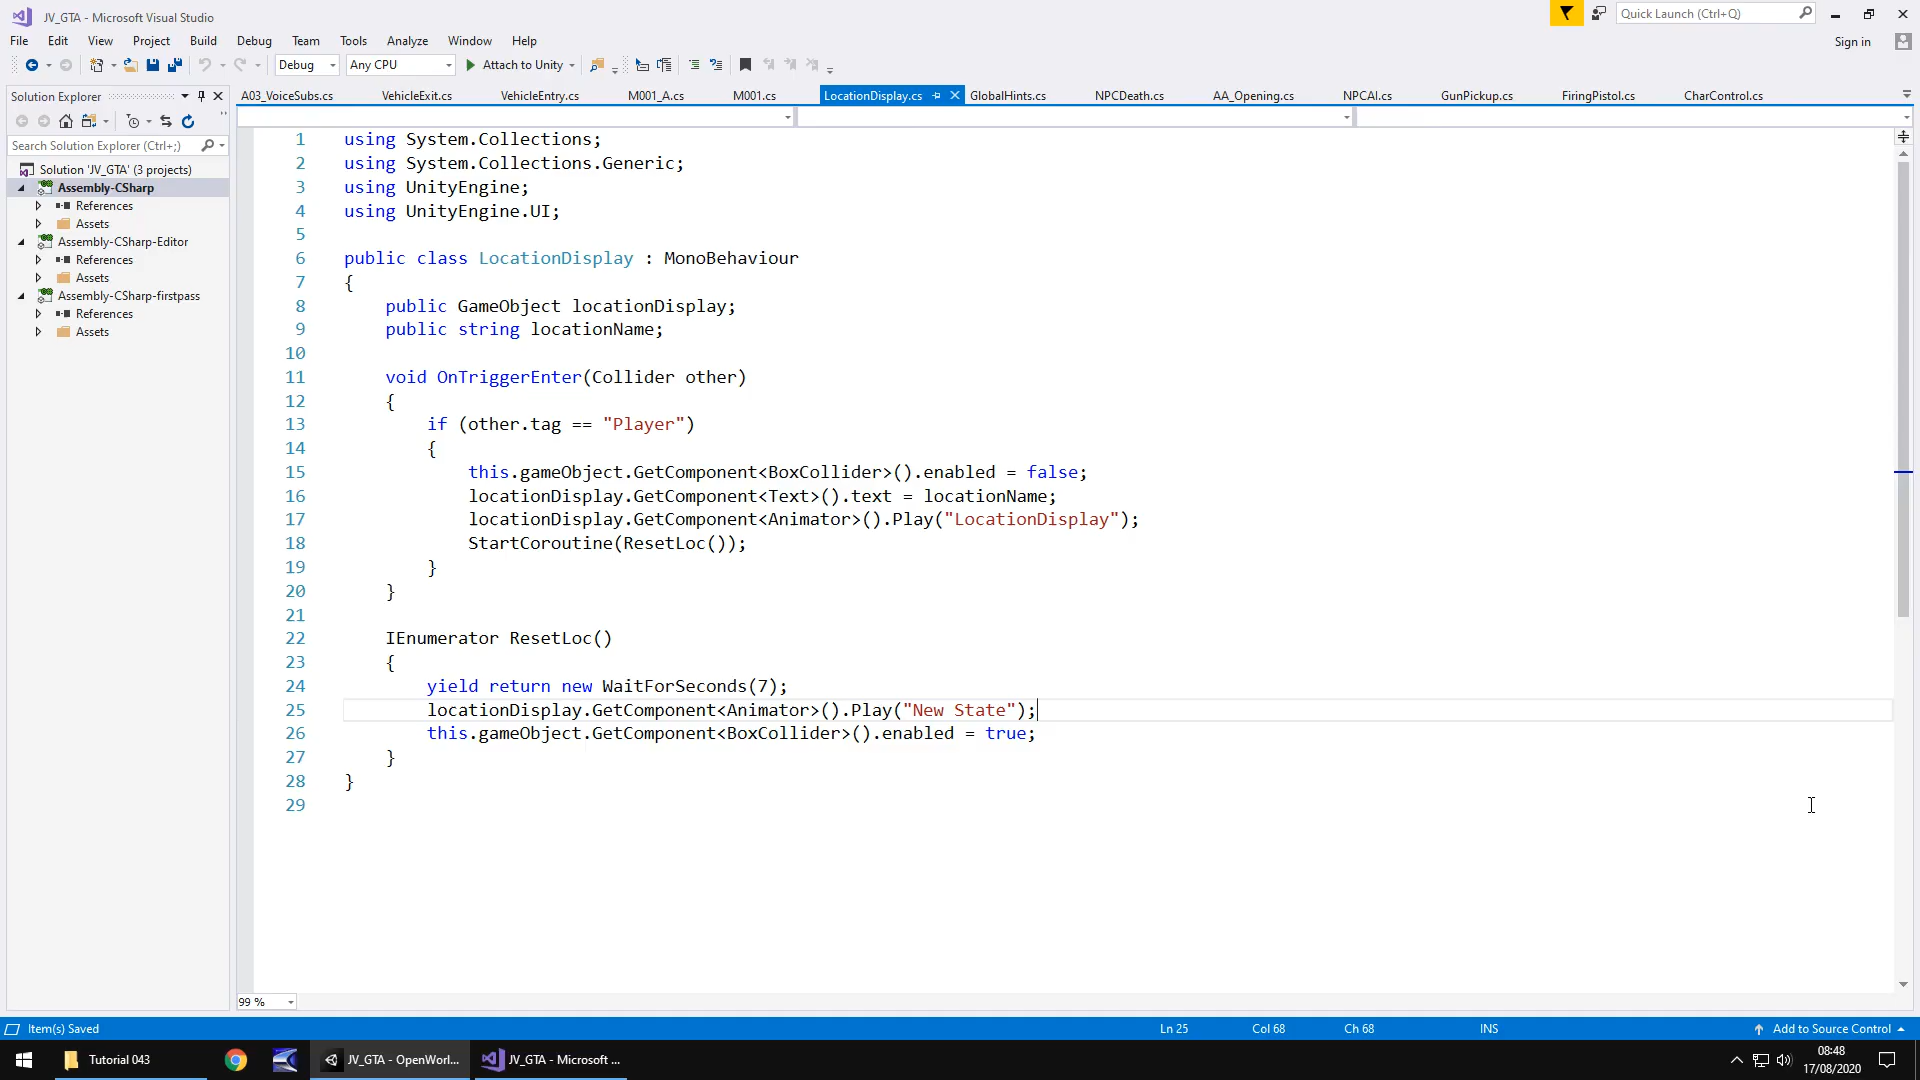 JV_GTA - Microsoft Visual Studio
Quick Launch (Ctrl+Q)
File Edit View Project Build Debug Team Tools Analyze Window Help
Sign in
Debug Any CPU Attach to Unity
Solution Explorer
A03_VoiceSubs.cs VehicleExit.cs VehicleEntry.cs M001_A.cs M001.cs LocationDisplay.cs GlobalHints.cs NPCDeath.cs AA_Opening.cs NPCAI.cs GunPickup.cs FiringPistol.cs CharControl.cs
Search Solution Explorer (Ctrl+;)
Solution 'JV_GTA' (3 projects)
Assembly-CSharp
References
Assets
Assembly-CSharp-Editor
References
Assets
Assembly-CSharp-firstpass
References
Assets
1 using System.Collections;
2 using System.Collections.Generic;
3 using UnityEngine;
4 using UnityEngine.UI;
5
6 public class LocationDisplay : MonoBehaviour
7 {
8 public GameObject locationDisplay;
9 public string locationName;
10
11 void OnTriggerEnter(Collider other)
12 {
13 if (other.tag == "Player")
14 {
15 this.gameObject.GetComponent<BoxCollider>().enabled = false;
16 locationDisplay.GetComponent<Text>().text = locationName;
17 locationDisplay.GetComponent<Animator>().Play("LocationDisplay");
18 StartCoroutine(ResetLoc());
19 }
20 }
21
22 IEnumerator ResetLoc()
23 {
24 yield return new WaitForSeconds(7);
25 locationDisplay.GetComponent<Animator>().Play("New State");
26 this.gameObject.GetComponent<BoxCollider>().enabled = true;
27 }
28 }
29
99 %
Item(s) Saved Ln 25 Col 68 Ch 68 INS Add to Source Control
Tutorial 043 JV_GTA - OpenWorl... JV_GTA - Microsoft ...
08:48
17/08/2020